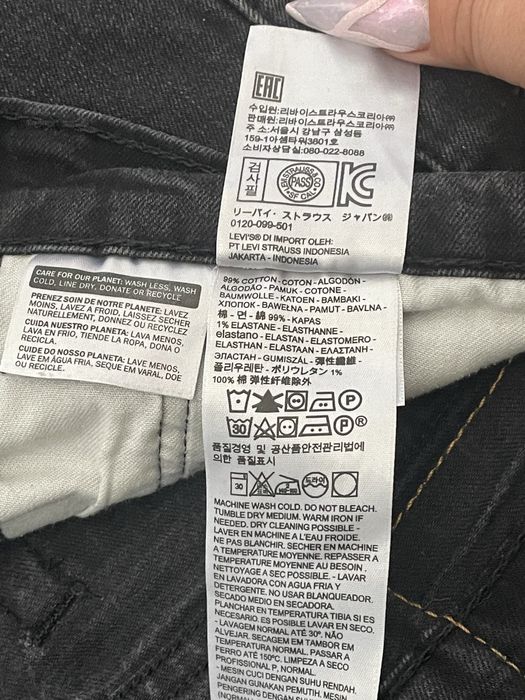 EAC
수입원:리바이스트라우스코리아㈜
판매원:리바이스트라우스코리아㈜
주 소:서울시 강남구 삼성동
159-1아셈타워3801호
소비자상담실:080-022-8088
검사필
PASS
SF CAL
リーバイ・ストラウス ジャパン㈱
0120-099-501
LEVI'S® DI IMPORT OLEH:
PT LEVI STRAUSS INDONESIA
JAKARTA - INDONESIA
CARE FOR OUR PLANET: WASH LESS, WASH
COLD, LINE DRY, DONATE OR RECYCLE
PRENEZ SOIN DE NOTRE PLANÈTE: LAVEZ
MOINS, LAVEZ A FROID, LAISSEZ SÉCHER
NATURELLEMENT, DONNEZ OU RECYCLEZ
CUIDA NUESTRO PLANETA: LAVA MENOS,
LAVA EN FRIO, TIENDE LA ROPA, DONA O
RECICLA.
CUIDE DO NOSSO PLANETA: LAVE MENOS,
LAVE EM ÁGUA FRIA, SEQUE EM VARAL, DOE
OU RECICLE.
99% COTTON - COTON - ALGODÓN -
ALGODÃO - PAMUK - COTONE -
BAUMWOLLE - KATOEN - BAMBAKI -
ХЛОПОК - BAWEŁNA - PAMUT - BAVLNA -
棉 - 면 - 綿 99% - KAPAS
1% ELASTANE - ELASTHANNE -
elastano - ELASTAN - ELASTOMERO -
ELASTHAN - ELASTAAN - ΕΛΑΣΤΑΝΗ -
ЭЛАСТАН - GUMISZÁL - 弹性纤维 -
폴리우레탄 - ポリウレタン 1%
100% 棉 弹性纤维除外
30
품질경영 및 공산품안전관리법에
의한 품질표시
30 드라이
MACHINE WASH COLD. DO NOT BLEACH.
TUMBLE DRY MEDIUM. WARM IRON IF
NEEDED. DRY CLEANING POSSIBLE -
LAVER EN MACHINE A L'EAU FROIDE.
NE PAS BLANCHIR. SECHER EN MACHINE
A TEMPERATURE MOYENNE. REPASSER A
TEMPERATURE MOYENNE AU BESOIN .
NETTOYAGE A SEC POSSIBLE. - LAVAR
EN LAVADORA CON AGUA FRIA Y
DETERGENTE. NO USAR BLANQUEADOR.
SECADO MEDIO EN SECADORA.
PLANCHAR EN TEMPERATURA TIBIA SI ES
NECESARIO. ES POSIBLE LAVAR EN SECO.
- LAVAGEM NORMAL ATÉ 30º. NÃO
ALVEJAR. SECAGEM EM TAMBOR EM
TEMPERATURA NORMAL. PASSAR A
FERRO ATÉ 150ºC. LIMPEZA A SECO
PROFISSIONAL P, NORMAL.
- MESIN CUCI DENGAN SUHU RENDAH.
JANGAN GUNAKAN PEMUTIH. MESIN
PENGERING DENGAN